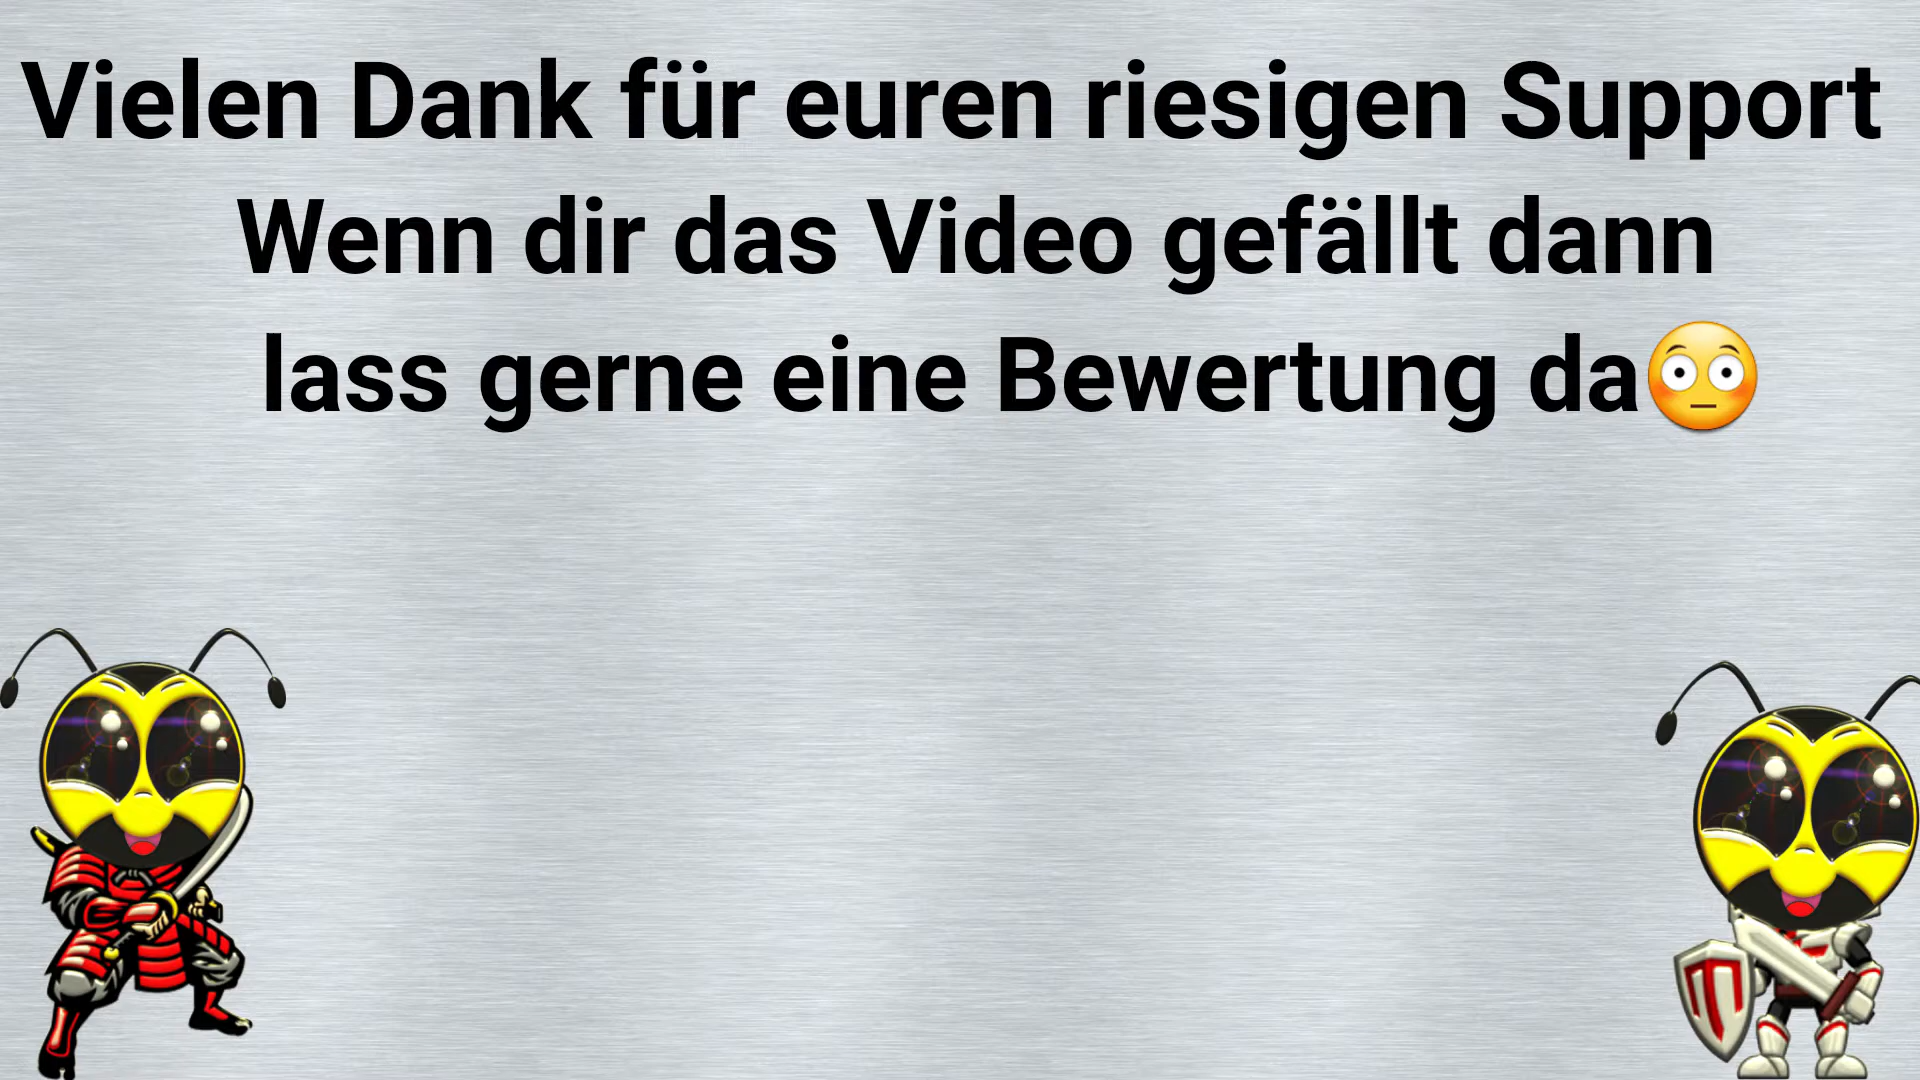 Vielen Dank für euren riesigen Support
Wenn dir das Video gefällt dann
lass gerne eine Bewertung da😳